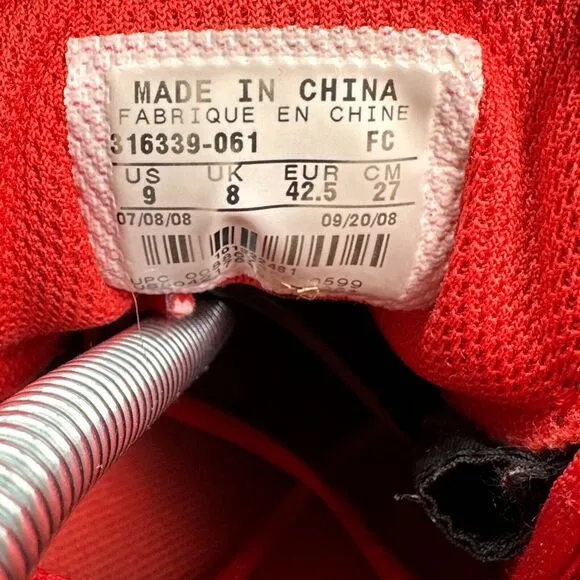 MADE IN CHINA
FABRIQUE EN CHINE
316339-061 FC
US UK EUR CM
9 8 42.5 27
07/08/08 09/20/08
UPC